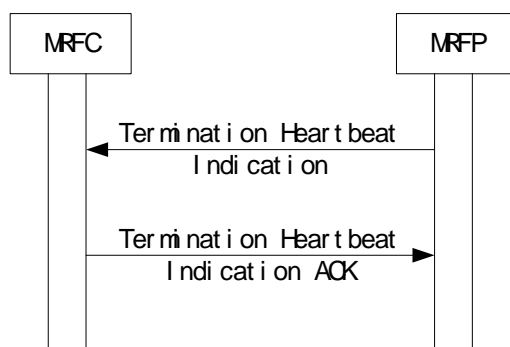 MRFC
MRFP
Termination Heartbeat
Indication
Termination Heartbeat
Indication ACK